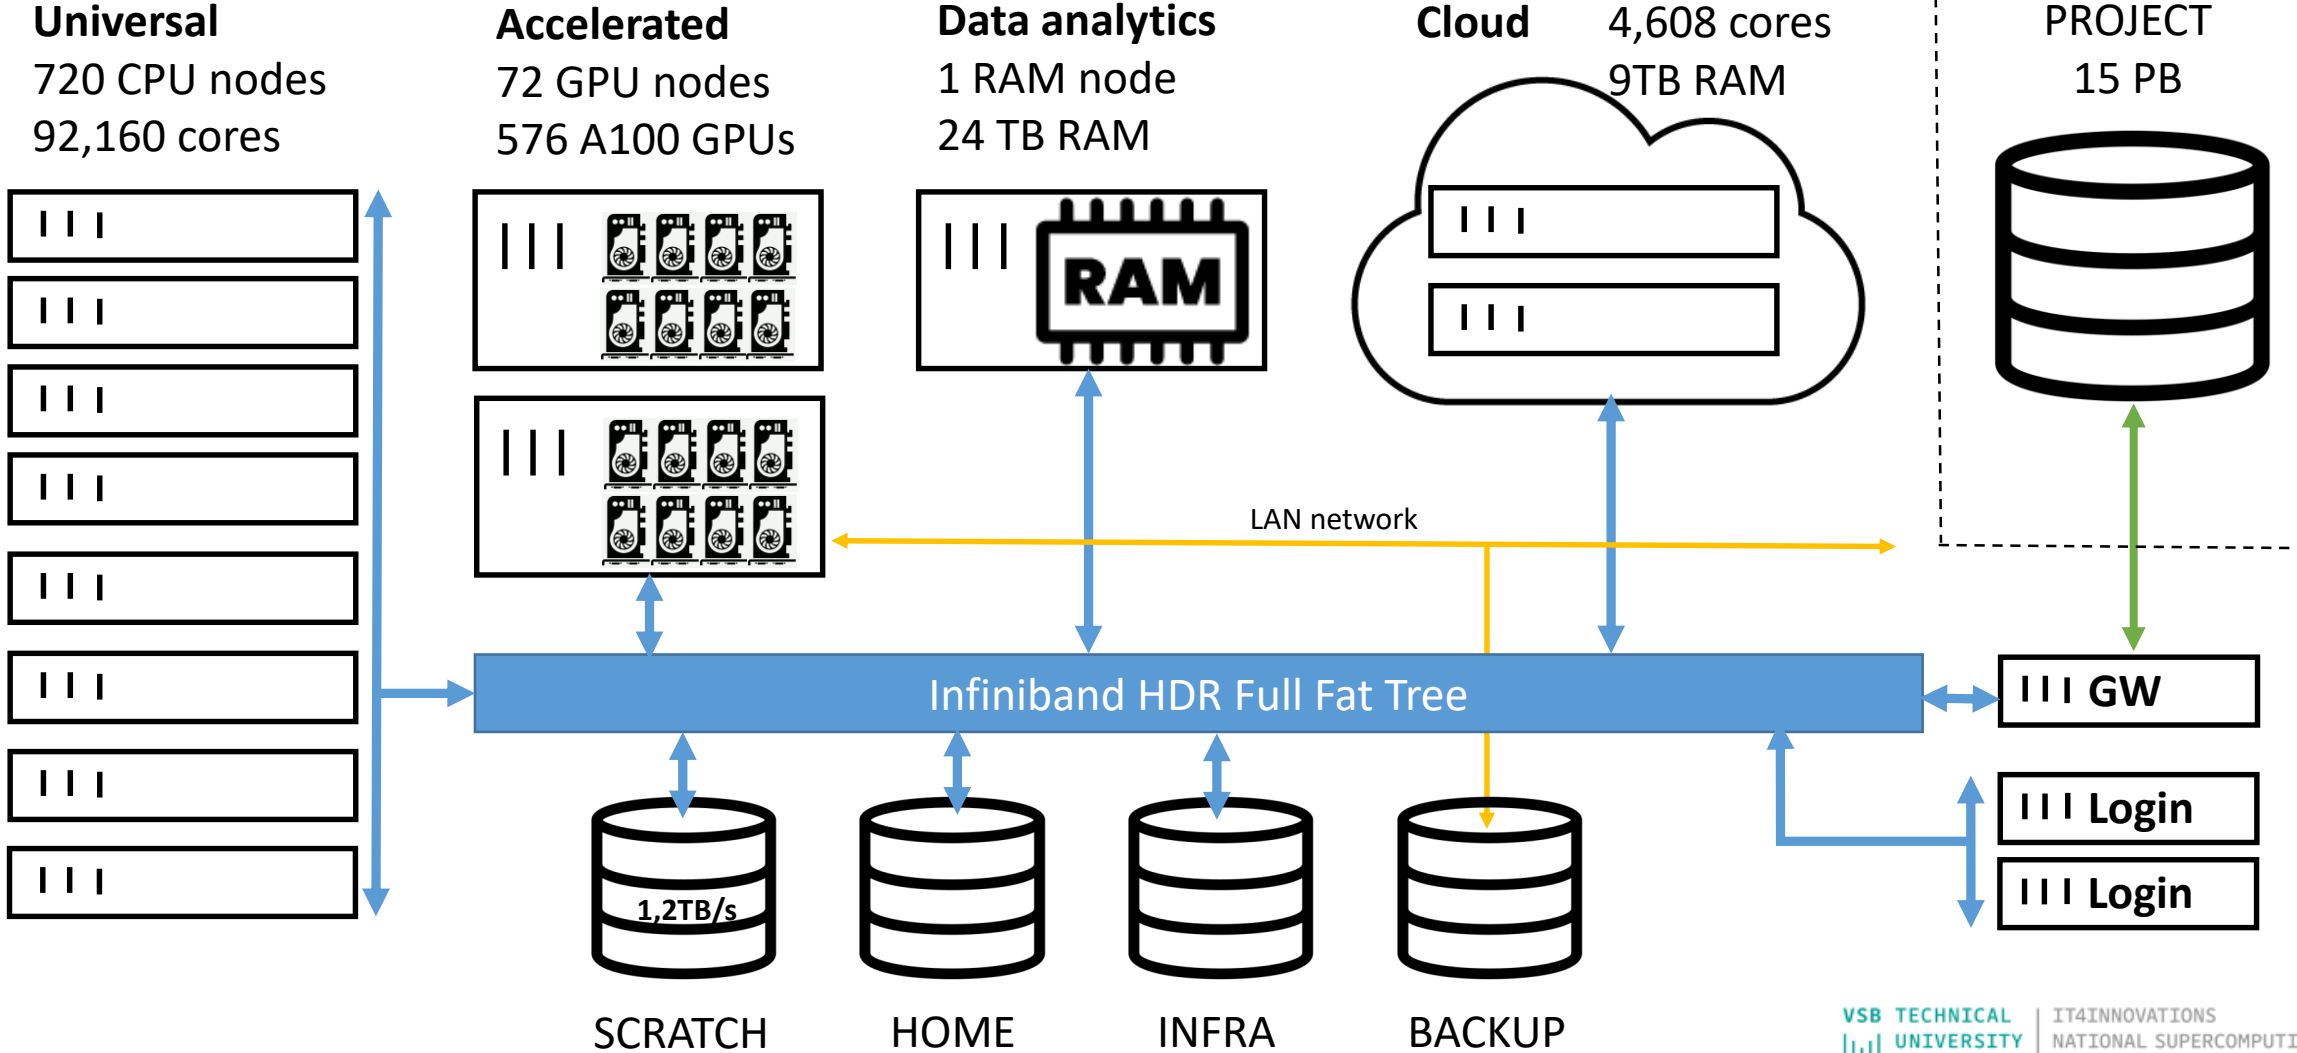 Universal
720 CPU nodes
92,160 cores
Accelerated
72 GPU nodes
576 A100 GPUs
Data analytics
1 RAM node
24 TB RAM
RAM
Cloud
4,608 cores
9TB RAM
PROJECT
15 PB
LAN network
Infiniband HDR Full Fat Tree
GW
Login
Login
1,2TB/s
SCRATCH
HOME
INFRA
BACKUP
VSB TECHNICAL
UNIVERSITY
IT4INNOVATIONS
NATIONAL SUPERCOMPUTI